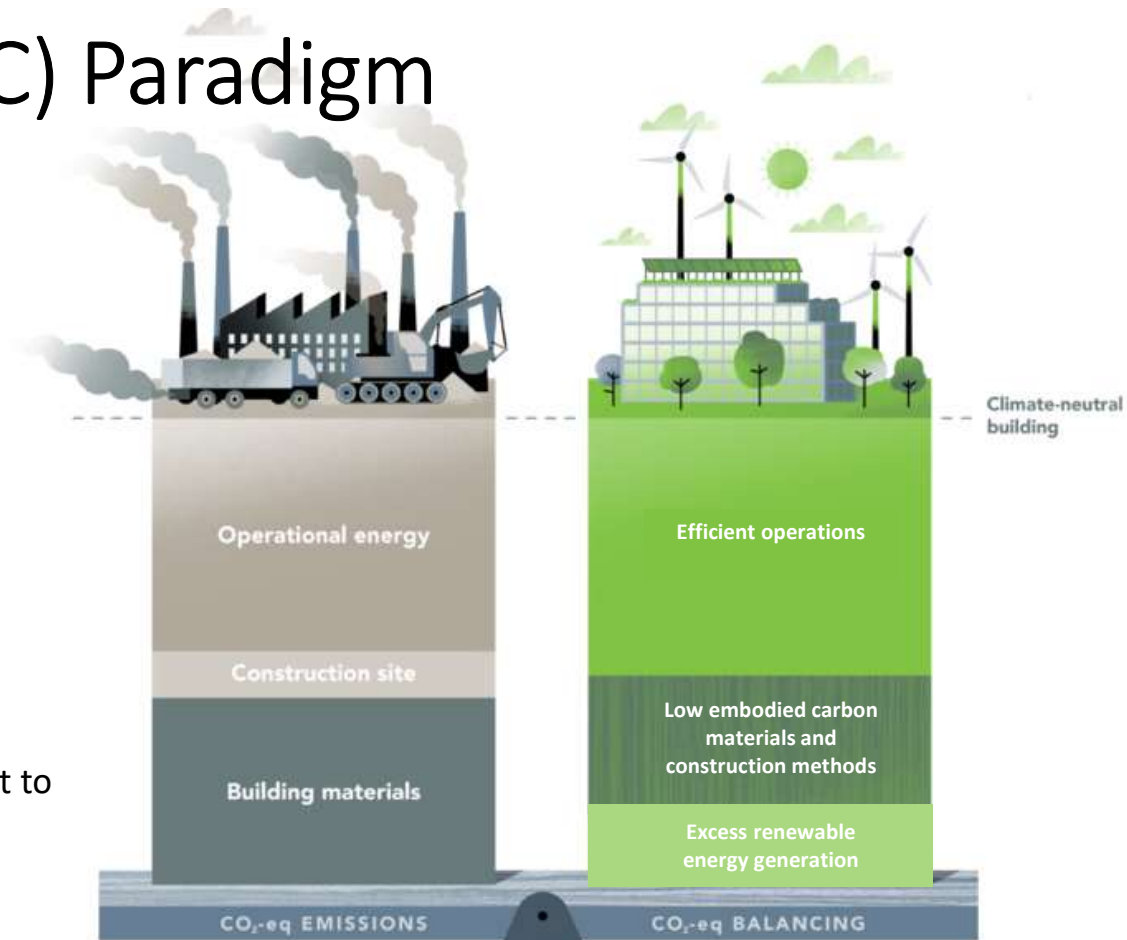 C) Paradigm
Climate-neutral
building
Operational energy
Construction site
Building materials
t to
Efficient operations
Low embodied carbon
materials and
construction methods
Excess renewable
energy generation
CO₂-eq EMISSIONS
CO₂-eq BALANCING